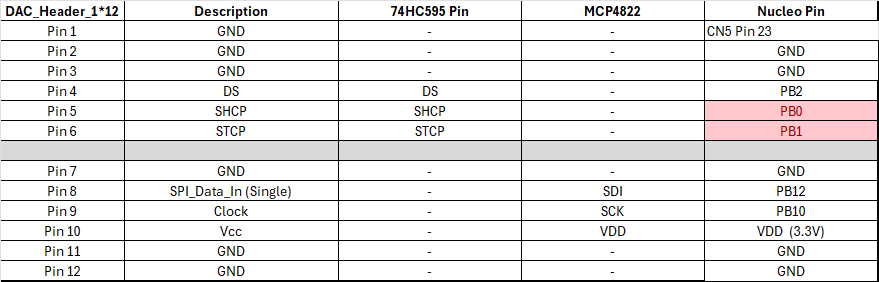 DAC_Header_1*12 Description 74HC595 Pin MCP4822 Nucleo Pin
Pin 1 GND - - CN5 Pin 23
Pin 2 GND - - GND
Pin 3 GND - - GND
Pin 4 DS DS - PB2
Pin 5 SHCP SHCP - PB0
Pin 6 STCP STCP - PB1
Pin 7 GND - - GND
Pin 8 SPI_Data_In (Single) - SDI PB12
Pin 9 Clock - SCK PB10
Pin 10 Vcc - VDD VDD (3.3V)
Pin 11 GND - - GND
Pin 12 GND - - GND